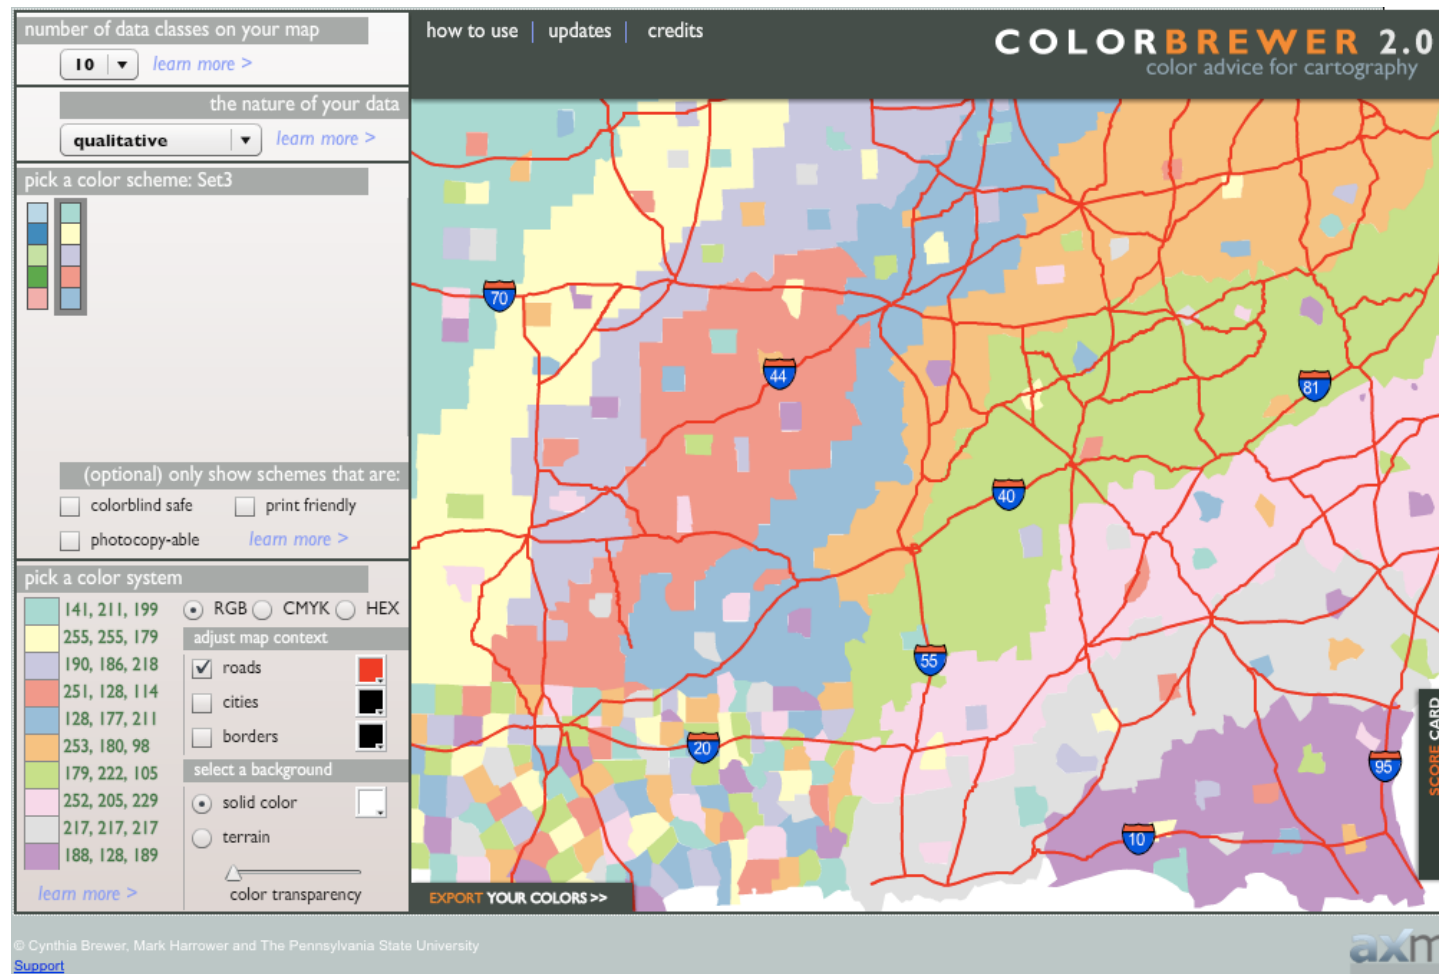 number of data classes on your map
10
learn more >
the nature of your data
qualitative
learn more >
pick a color scheme: Set3
(optional) only show schemes that are:
colorblind safe
print friendly
photocopy-able
learn more >
pick a color system
141, 211, 199
255, 255, 179
190, 186, 218
251, 128, 114
128, 177, 211
253, 180, 98
179, 222, 105
252, 205, 229
217, 217, 217
188, 128, 189
learn more >
RGB CMYK HEX
adjust map context
roads
cities
borders
select a background
solid color
terrain
color transparency
how to use | updates | credits
COLORBREWER 2.0
color advice for cartography
70
44
81
40
55
20
95
10
SCORE CARD
EXPORT YOUR COLORS >>
© Cynthia Brewer, Mark Harrower and The Pennsylvania State University
Support